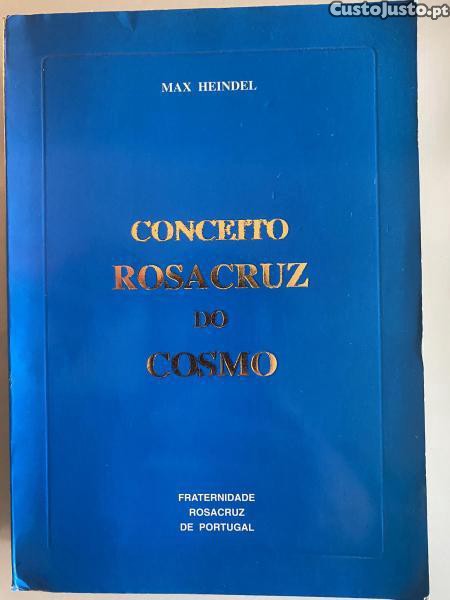 CustoJusto.pt
MAX HEINDEL
CONCEITO
ROSACRUZ
DO
COSMO
FRATERNIDADE
ROSACRUZ
DE PORTUGAL